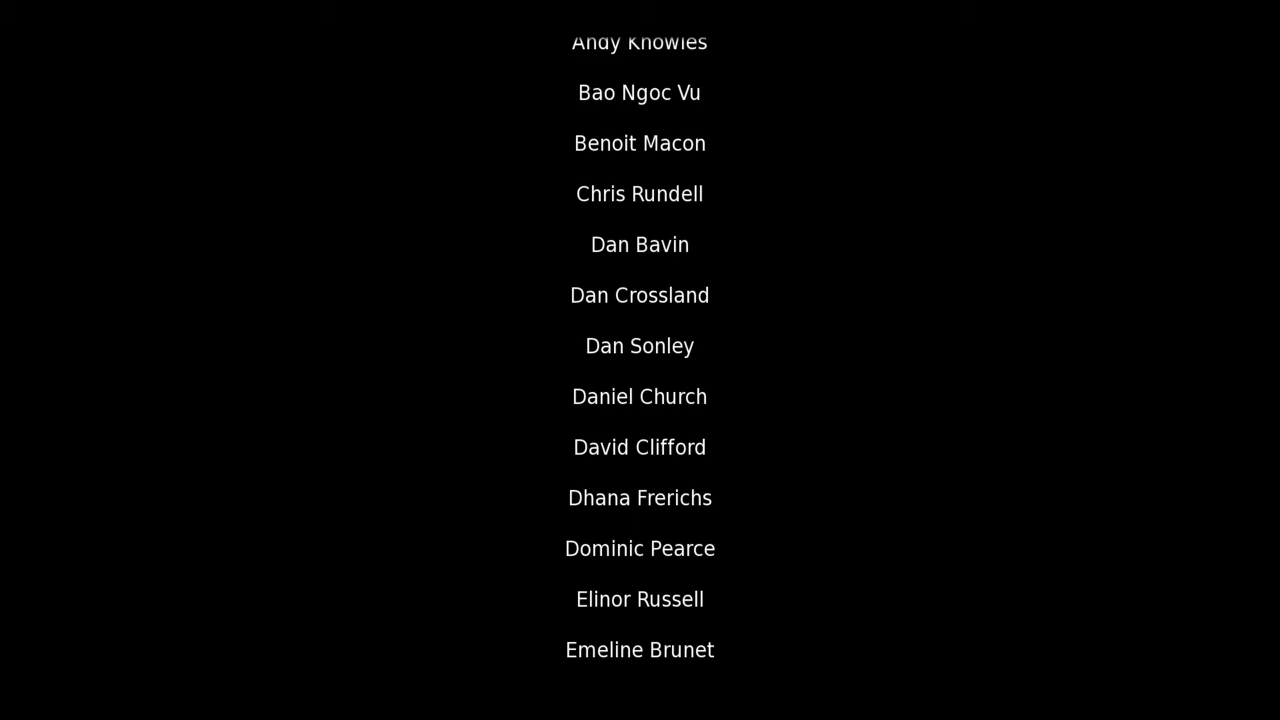 Andy Knowles
Bao Ngoc Vu
Benoit Macon
Chris Rundell
Dan Bavin
Dan Crossland
Dan Sonley
Daniel Church
David Clifford
Dhana Frerichs
Dominic Pearce
Elinor Russell
Emeline Brunet